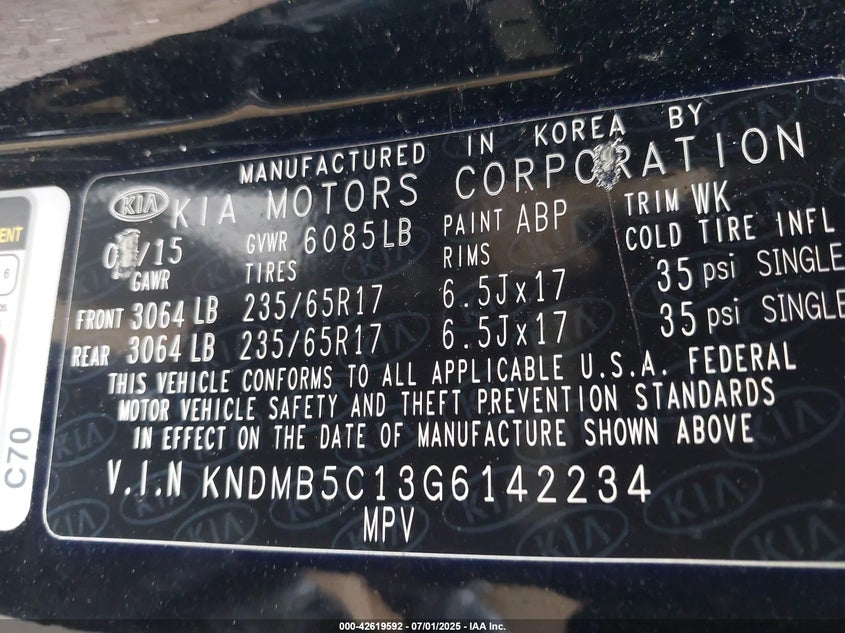 MANUFACTURED IN KOREA BY
KIA KIA MOTORS CORPORATION
/15 GVWR 6085LB PAINT ABP TRIM WK
GAWR TIRES RIMS COLD TIRE INFL
FRONT 3064 LB 235/65R17 6.5Jx17 35 psi SINGLE
REAR 3064 LB 235/65R17 6.5Jx17 35 psi SINGLE
THIS VEHICLE CONFORMS TO ALL APPLICABLE U.S.A. FEDERAL
MOTOR VEHICLE SAFETY AND THEFT PREVENTION STANDARDS
IN EFFECT ON THE DATE OF MANUFACTURE SHOWN ABOVE
V.I.N KNDMB5C13G6142234
MPV
6
C70
000-42619592 - 07/01/2025 - IAA Inc.